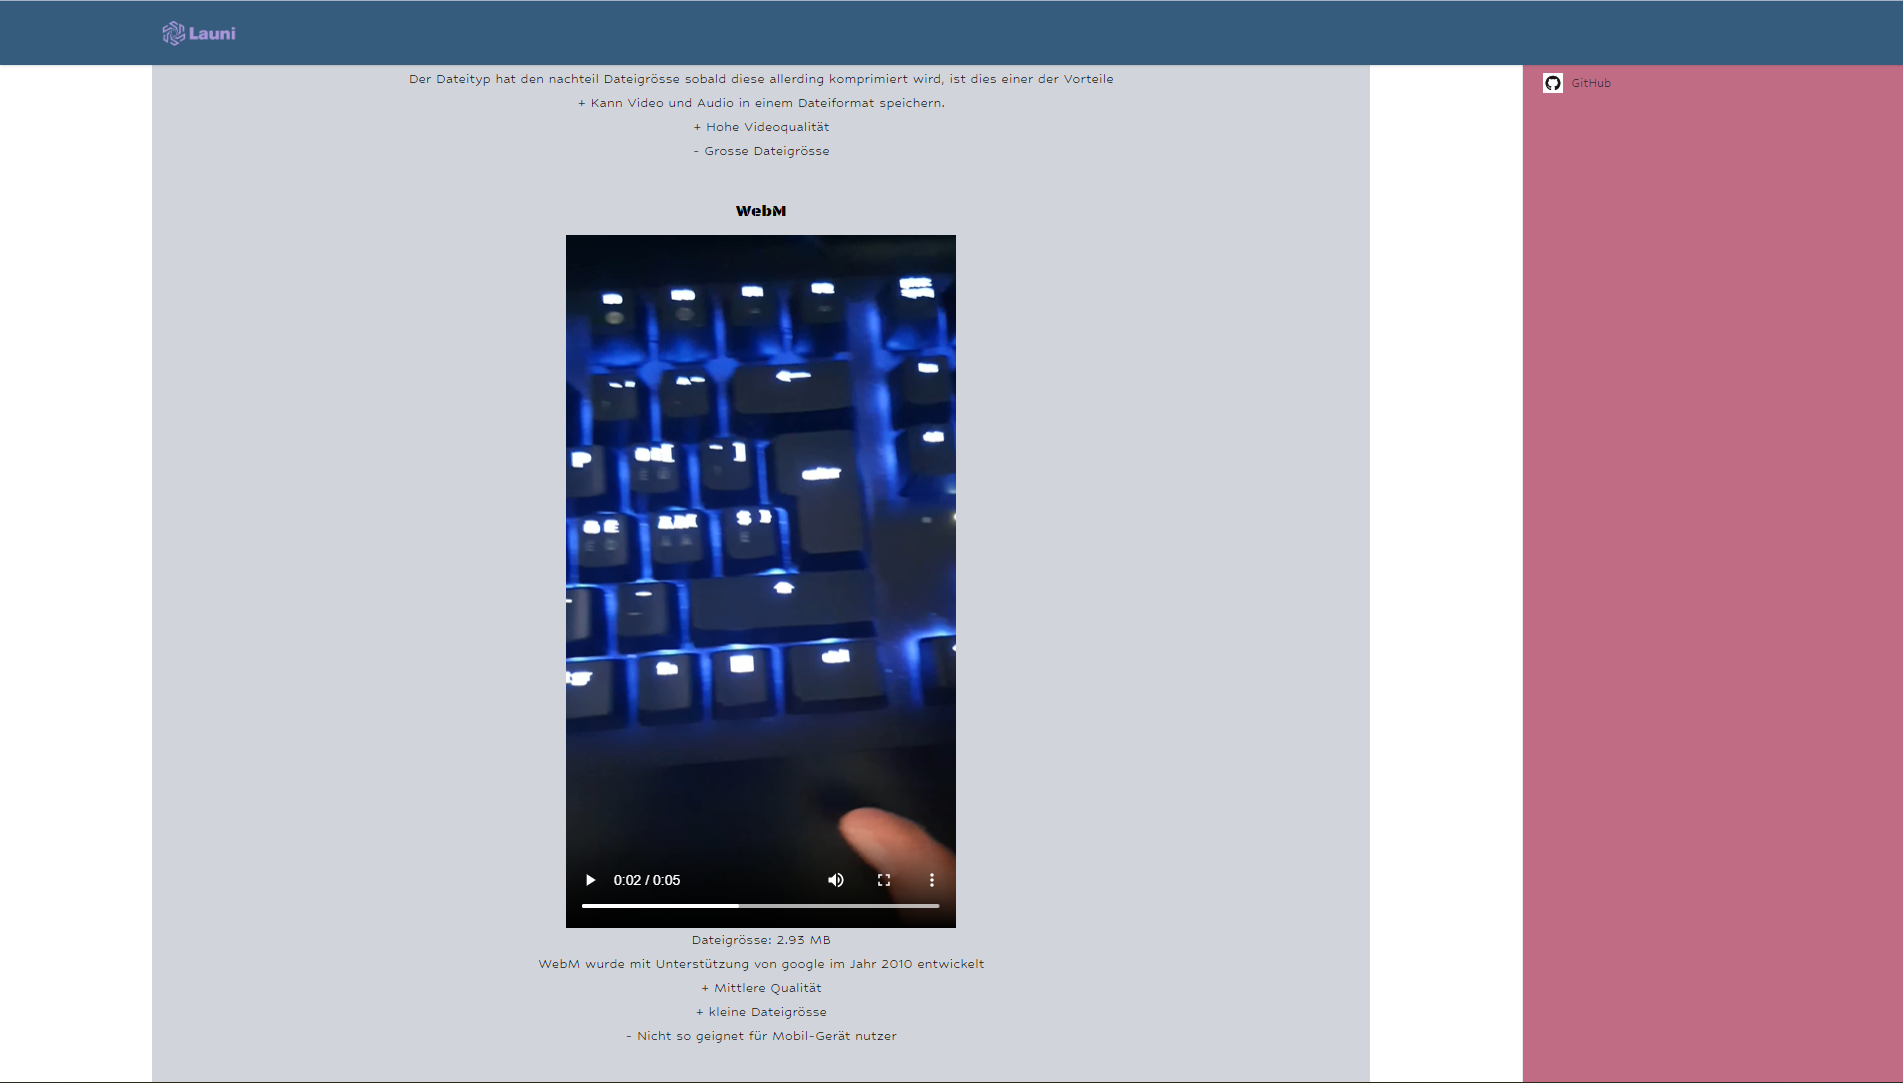 Launi
GitHub
Der Dateityp hat den nachteil Dateigrösse sobald diese allerding komprimiert wird, ist dies einer der Vorteile
+ Kann Video und Audio in einem Dateiformat speichern.
+ Hohe Videoqualität
- Grosse Dateigrösse
WebM
P
0:02 / 0:05
Dateigrösse: 2.93 MB
WebM wurde mit Unterstützung von google im Jahr 2010 entwickelt
+ Mittlere Qualität
+ kleine Dateigrösse
- Nicht so geignet für Mobil-Gerät nutzer